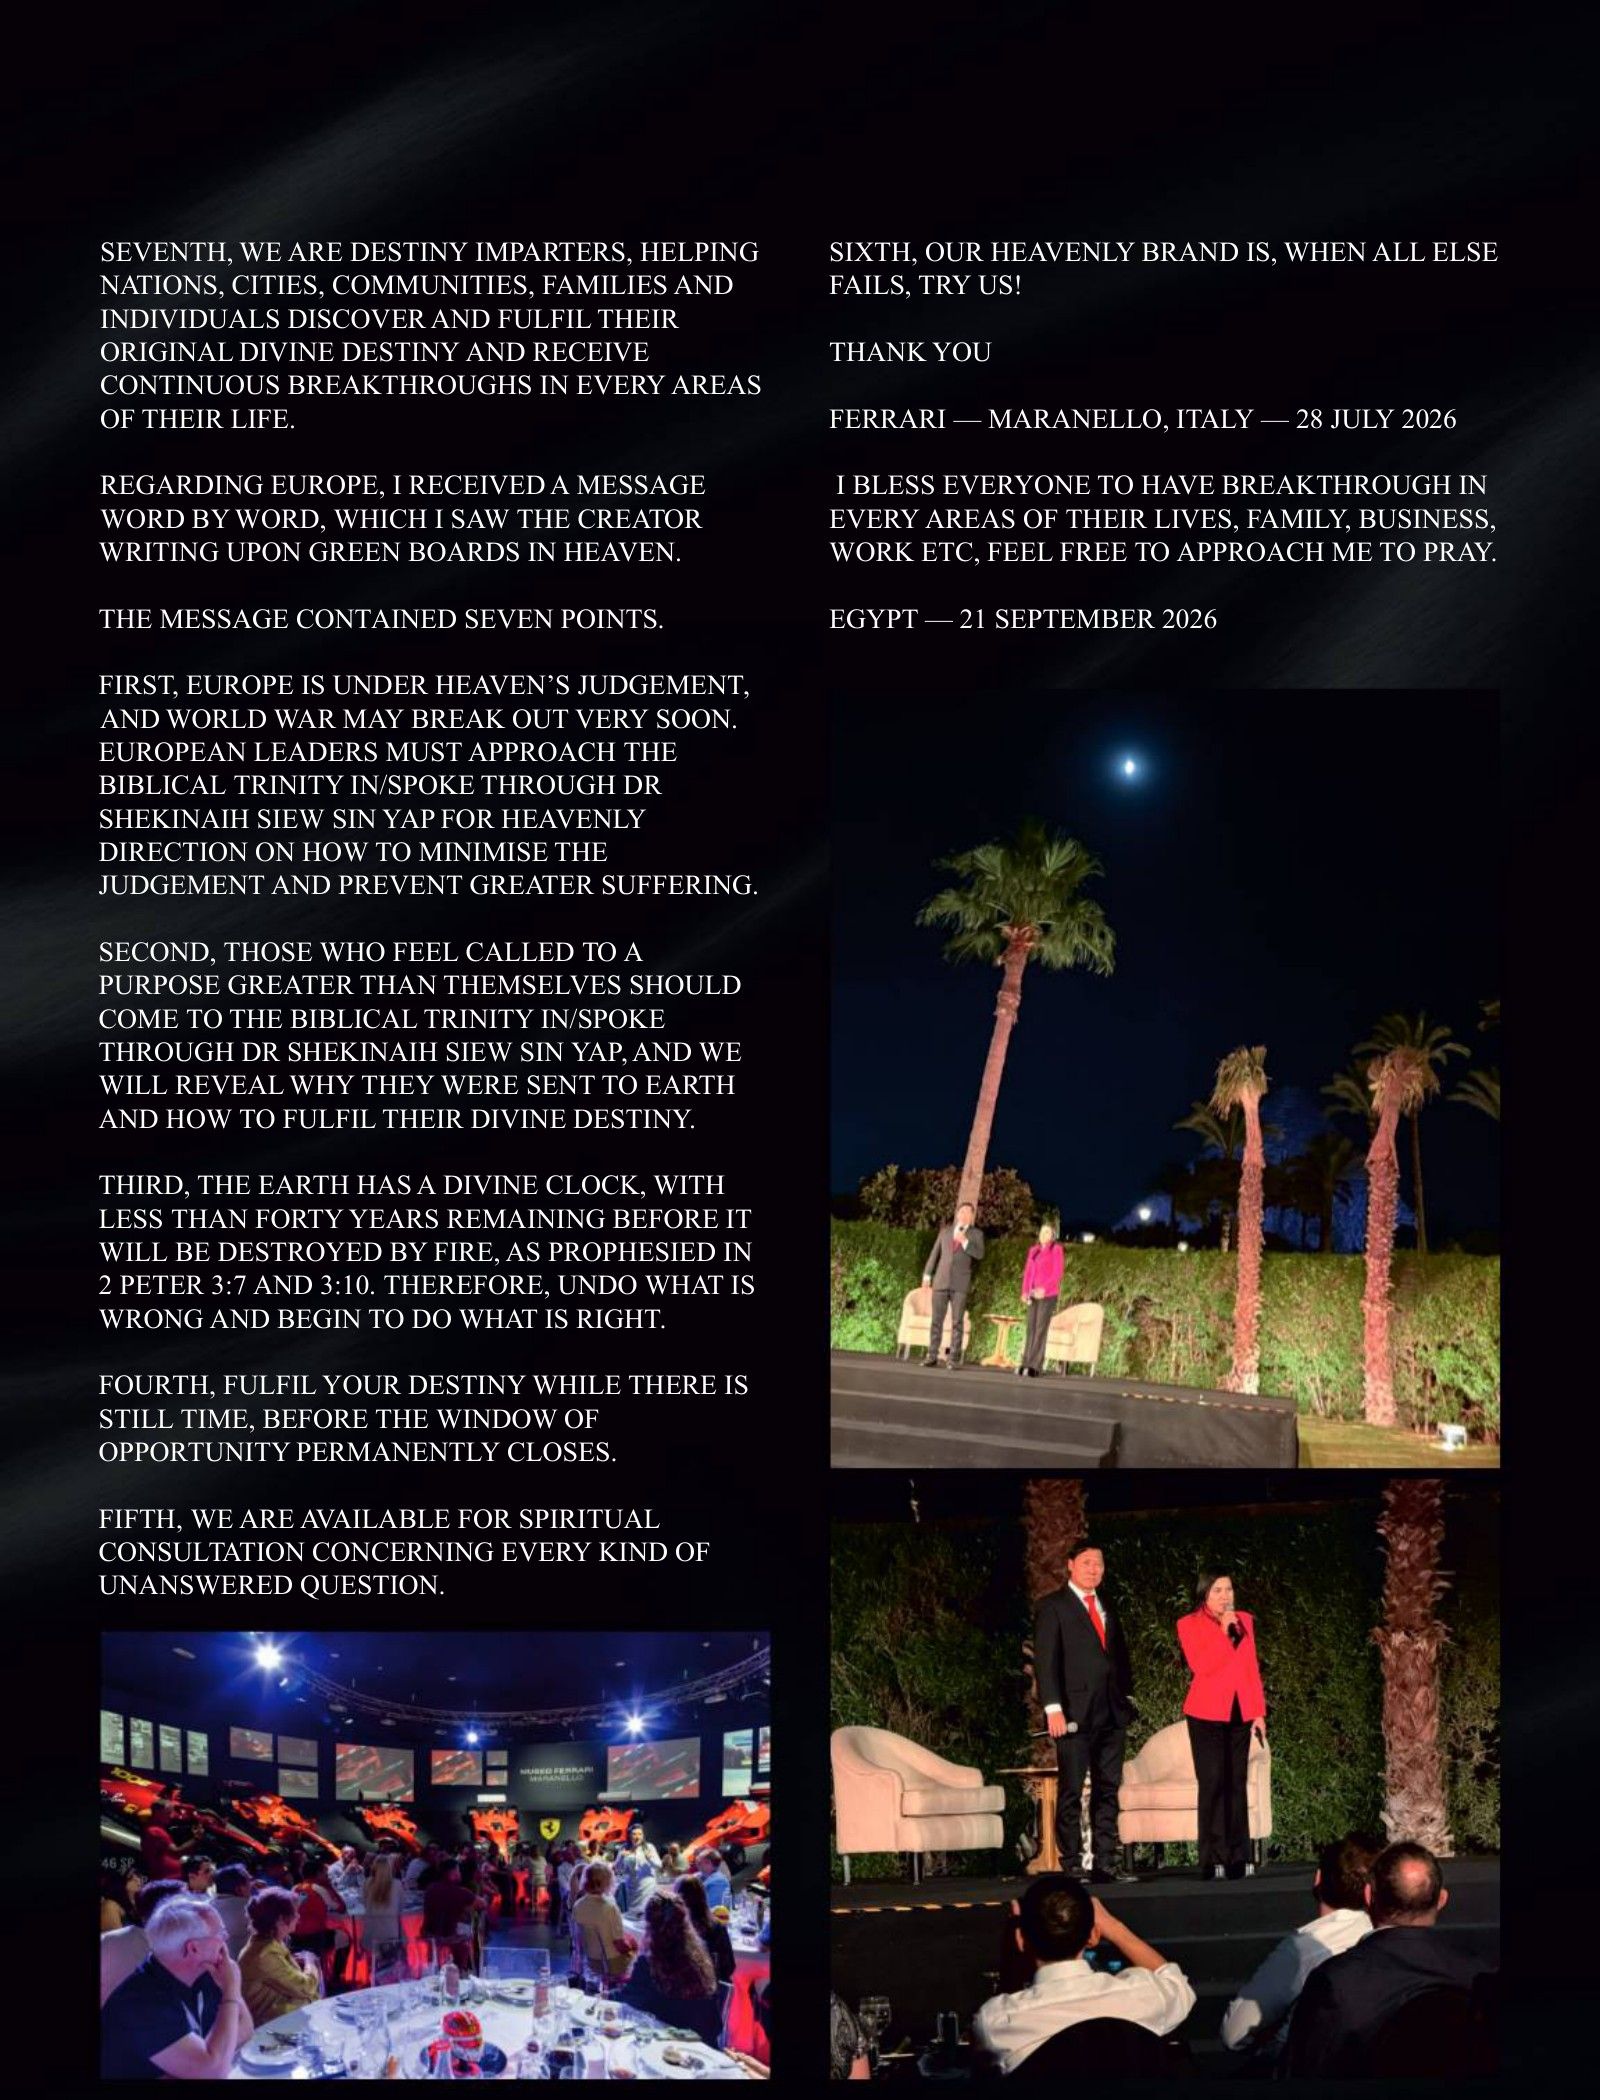 SEVENTH, WE ARE DESTINY IMPARTERS, HELPING
NATIONS, CITIES, COMMUNITIES, FAMILIES AND
INDIVIDUALS DISCOVER AND FULFIL THEIR
ORIGINAL DIVINE DESTINY AND RECEIVE
CONTINUOUS BREAKTHROUGHS IN EVERY AREAS
OF THEIR LIFE.
REGARDING EUROPE, I RECEIVED A MESSAGE
WORD BY WORD, WHICH I SAW THE CREATOR
WRITING UPON GREEN BOARDS IN HEAVEN.
THE MESSAGE CONTAINED SEVEN POINTS.
FIRST, EUROPE IS UNDER HEAVEN’S JUDGEMENT,
AND WORLD WAR MAY BREAK OUT VERY SOON.
EUROPEAN LEADERS MUST APPROACH THE
BIBLICAL TRINITY IN/SPOKE THROUGH DR
SHEKINAIH SIEW SIN YAP FOR HEAVENLY
DIRECTION ON HOW TO MINIMISE THE
JUDGEMENT AND PREVENT GREATER SUFFERING.
SECOND, THOSE WHO FEEL CALLED TO A
PURPOSE GREATER THAN THEMSELVES SHOULD
COME TO THE BIBLICAL TRINITY IN/SPOKE
THROUGH DR SHEKINAIH SIEW SIN YAP, AND WE
WILL REVEAL WHY THEY WERE SENT TO EARTH
AND HOW TO FULFIL THEIR DIVINE DESTINY.
THIRD, THE EARTH HAS A DIVINE CLOCK, WITH
LESS THAN FORTY YEARS REMAINING BEFORE IT
WILL BE DESTROYED BY FIRE, AS PROPHESIED IN
2 PETER 3:7 AND 3:10. THEREFORE, UNDO WHAT IS
WRONG AND BEGIN TO DO WHAT IS RIGHT.
FOURTH, FULFIL YOUR DESTINY WHILE THERE IS
STILL TIME, BEFORE THE WINDOW OF
OPPORTUNITY PERMANENTLY CLOSES.
FIFTH, WE ARE AVAILABLE FOR SPIRITUAL
CONSULTATION CONCERNING EVERY KIND OF
UNANSWERED QUESTION.
MUSEO FERRARI
MARANELLO
46 SP
SIXTH, OUR HEAVENLY BRAND IS, WHEN ALL ELSE
FAILS, TRY US!
THANK YOU
FERRARI — MARANELLO, ITALY — 28 JULY 2026
I BLESS EVERYONE TO HAVE BREAKTHROUGH IN
EVERY AREAS OF THEIR LIVES, FAMILY, BUSINESS,
WORK ETC, FEEL FREE TO APPROACH ME TO PRAY.
EGYPT — 21 SEPTEMBER 2026